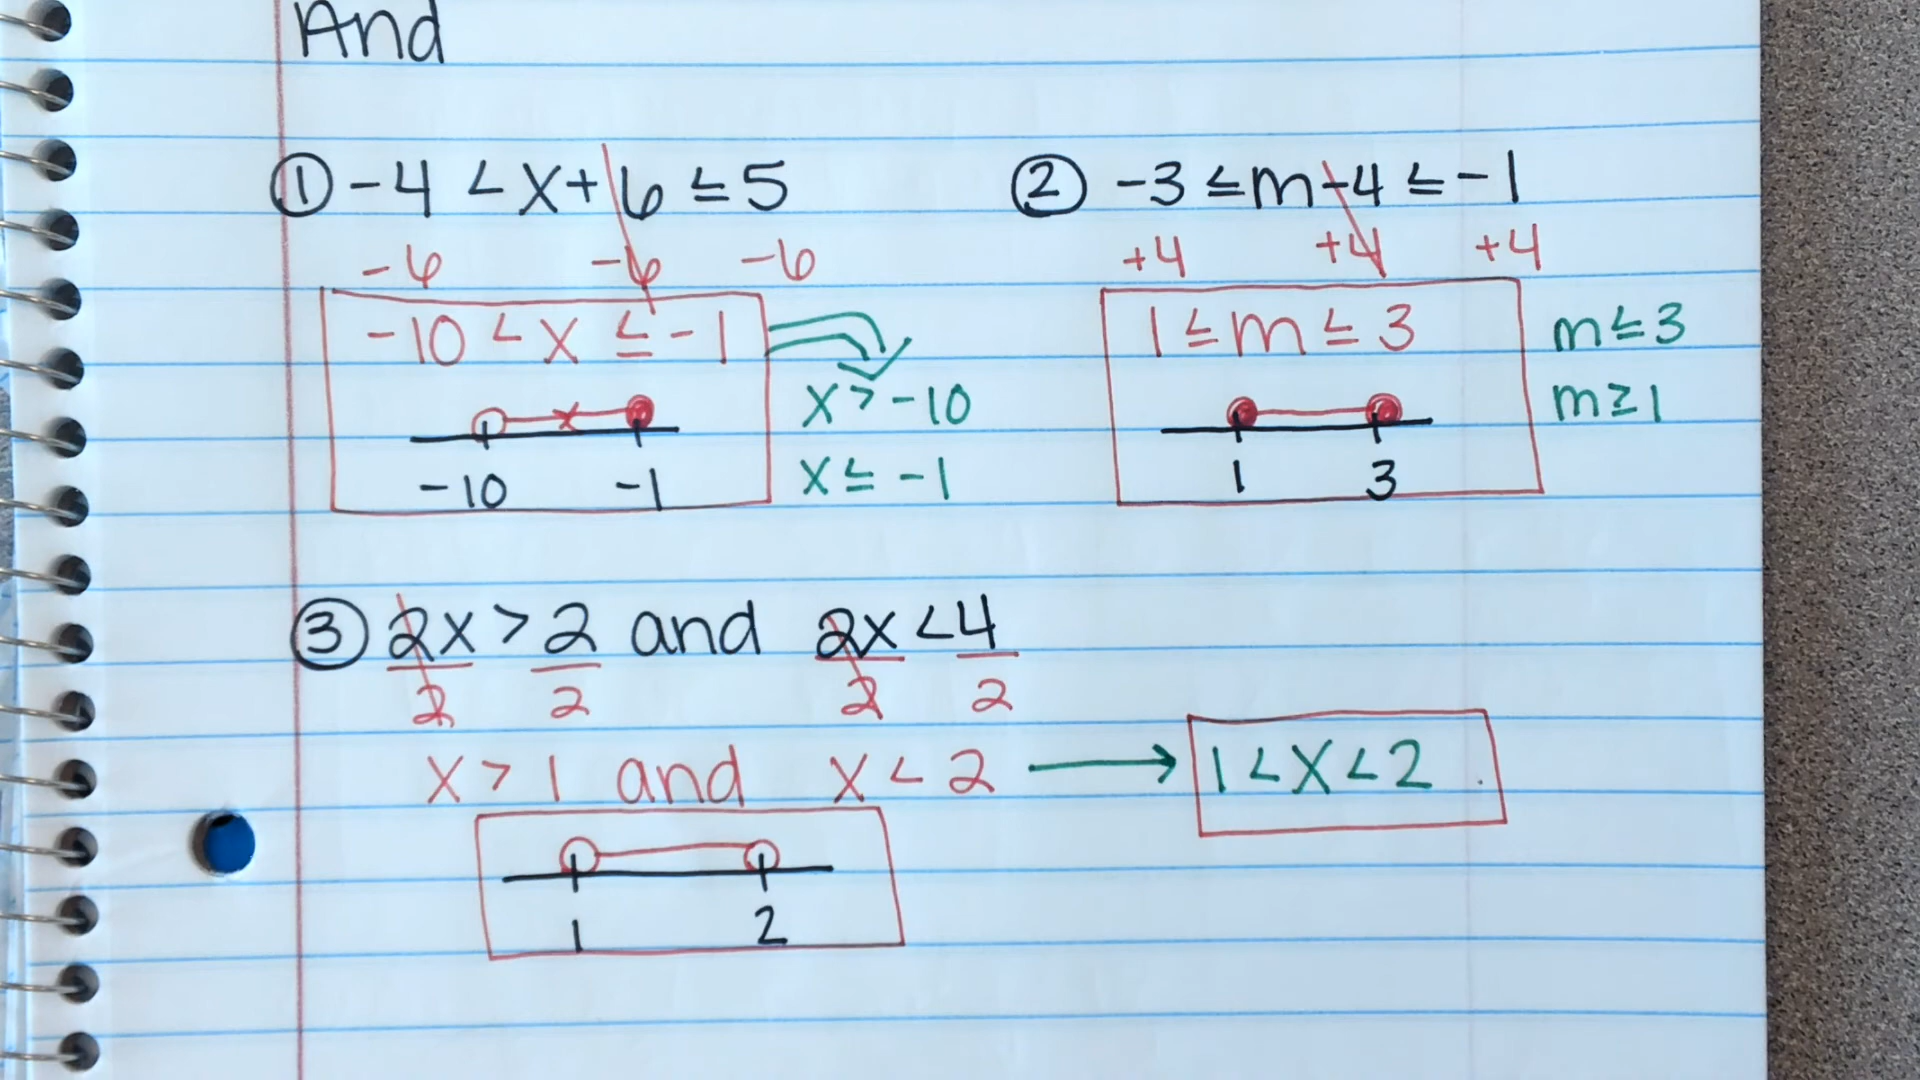 And
① -4 < x + 6 ≤ 5
-6 -6 -6
-10 < x ≤ -1
x > -10
x ≤ -1
x
-10 -1
② -3 ≤ m - 4 ≤ -1
+4 +4 +4
1 ≤ m ≤ 3
m ≤ 3
m ≥ 1
1 3
③ 2x > 2 and 2x < 4
2 2 2 2
x > 1 and x < 2 → 1 < x < 2
1 2